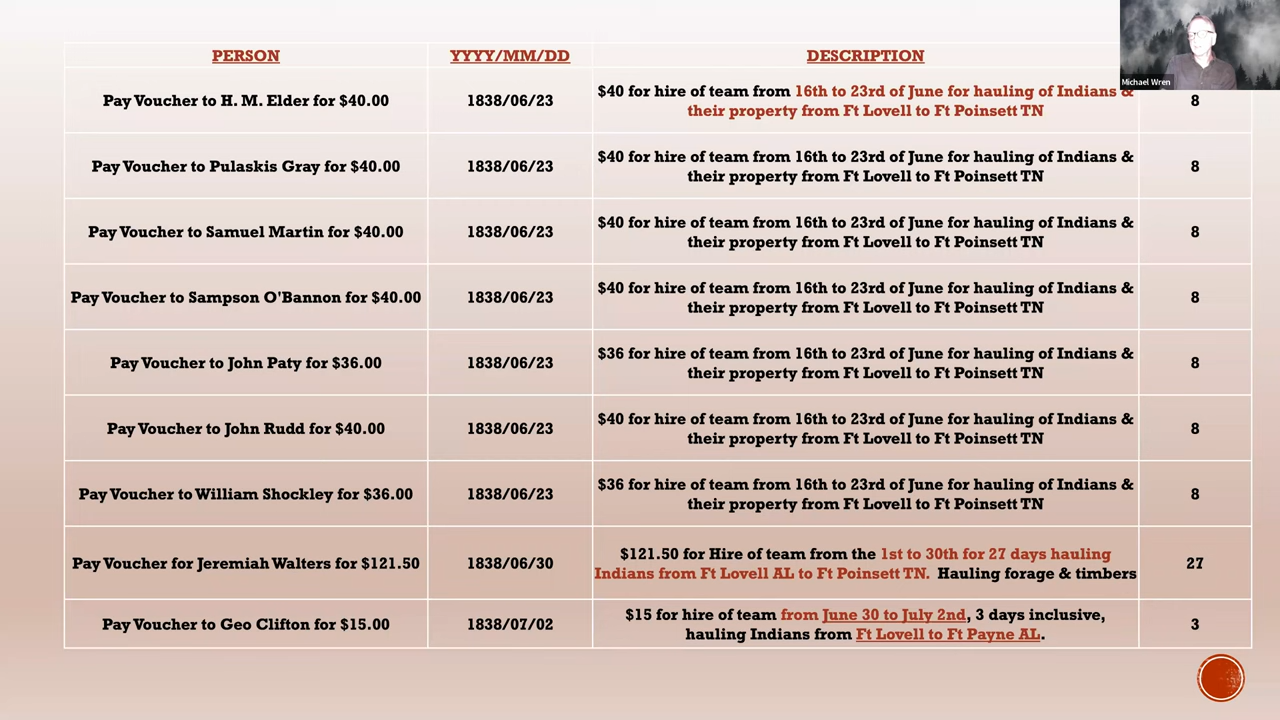 PERSON YYYY/MM/DD DESCRIPTION
Michael Wren
Pay Voucher to H. M. Elder for $40.00 1838/06/23 $40 for hire of team from 16th to 23rd of June for hauling of Indians & 8
their property from Ft Lovell to Ft Poinsett TN
Pay Voucher to Pulaskis Gray for $40.00 1838/06/23 $40 for hire of team from 16th to 23rd of June for hauling of Indians & 8
their property from Ft Lovell to Ft Poinsett TN
Pay Voucher to Samuel Martin for $40.00 1838/06/23 $40 for hire of team from 16th to 23rd of June for hauling of Indians & 8
their property from Ft Lovell to Ft Poinsett TN
Pay Voucher to Sampson O'Bannon for $40.00 1838/06/23 $40 for hire of team from 16th to 23rd of June for hauling of Indians & 8
their property from Ft Lovell to Ft Poinsett TN
Pay Voucher to John Paty for $36.00 1838/06/23 $36 for hire of team from 16th to 23rd of June for hauling of Indians & 8
their property from Ft Lovell to Ft Poinsett TN
Pay Voucher to John Rudd for $40.00 1838/06/23 $40 for hire of team from 16th to 23rd of June for hauling of Indians & 8
their property from Ft Lovell to Ft Poinsett TN
Pay Voucher to William Shockley for $36.00 1838/06/23 $36 for hire of team from 16th to 23rd of June for hauling of Indians & 8
their property from Ft Lovell to Ft Poinsett TN
Pay Voucher for Jeremiah Walters for $121.50 1838/06/30 $121.50 for Hire of team from the 1st to 30th for 27 days hauling 27
Indians from Ft Lovell AL to Ft Poinsett TN. Hauling forage & timbers
Pay Voucher to Geo Clifton for $15.00 1838/07/02 $15 for hire of team from June 30 to July 2nd, 3 days inclusive, 3
hauling Indians from Ft Lovell to Ft Payne AL.